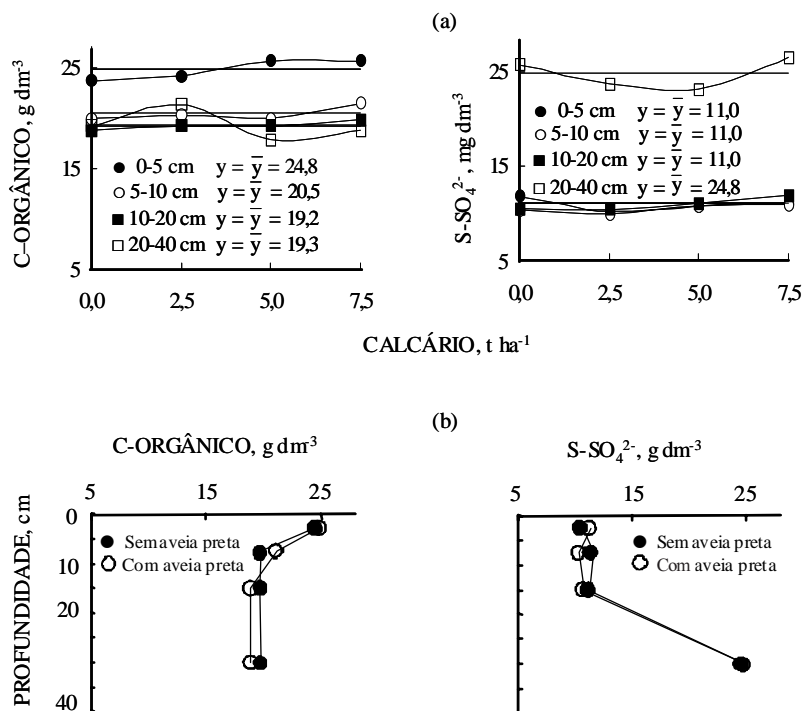 (a)
C–ORGÂNICO, g dm-3
25
15
5
0,0 2,5 5,0 7,5
0-5 cm y = y = 24,8
5-10 cm y = y = 20,5
10-20 cm y = y = 19,2
20-40 cm y = y = 19,3
S-SO42-, mg dm-3
25
15
5
0,0 2,5 5,0 7,5
0-5 cm y = y = 11,0
5-10 cm y = y = 11,0
10-20 cm y = y = 11,0
20-40 cm y = y = 24,8
CALCÁRIO, t ha-1
(b)
C-ORGÂNICO, g dm-3
5 15 25
PROFUNDIDADE, cm
0
10
20
40
Sem aveia preta
Com aveia preta
S-SO42-, g dm-3
5 15 25
Sem aveia preta
Com aveia preta